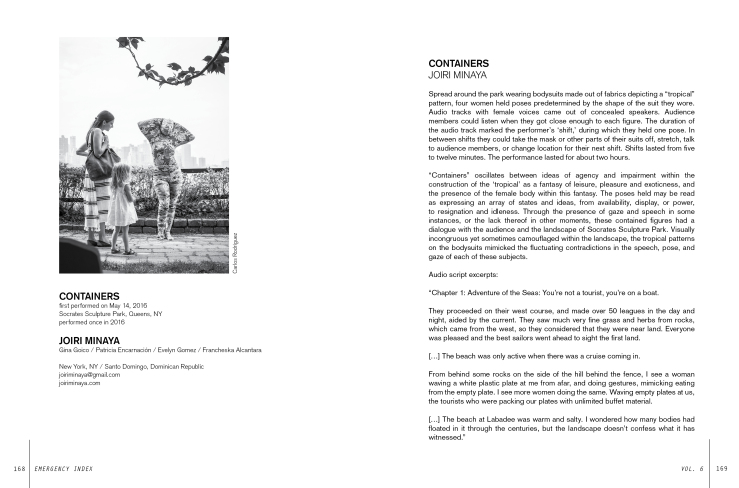 Carlos Rodriguez
CONTAINERS
first performed on May 14, 2016
Socrates Sculpture Park, Queens, NY
performed once in 2016
JOIRI MINAYA
Gina Goico / Patricia Encarnación / Evelyn Gomez / Francheska Alcantara
New York, NY / Santo Domingo, Dominican Republic
joiriminaya@gmail.com
joiriminaya.com
168 EMERGENCY INDEX
CONTAINERS
JOIRI MINAYA
Spread around the park wearing bodysuits made out of fabrics depicting a “tropical”
pattern, four women held poses predetermined by the shape of the suit they wore.
Audio tracks with female voices came out of concealed speakers. Audience
members could listen when they got close enough to each figure. The duration of
the audio track marked the performer’s ‘shift,’ during which they held one pose. In
between shifts they could take the mask or other parts of their suits off, stretch, talk
to audience members, or change location for their next shift. Shifts lasted from five
to twelve minutes. The performance lasted for about two hours.
“Containers” oscillates between ideas of agency and impairment within the
construction of the ‘tropical’ as a fantasy of leisure, pleasure and exoticness, and
the presence of the female body within this fantasy. The poses held may be read
as expressing an array of states and ideas, from availability, display, or power,
to resignation and idleness. Through the presence of gaze and speech in some
instances, or the lack thereof in other moments, these contained figures had a
dialogue with the audience and the landscape of Socrates Sculpture Park. Visually
incongruous yet sometimes camouflaged within the landscape, the tropical patterns
on the bodysuits mimicked the fluctuating contradictions in the speech, pose, and
gaze of each of these subjects.
Audio script excerpts:
“Chapter 1: Adventure of the Seas: You’re not a tourist, you’re on a boat.
They proceeded on their west course, and made over 50 leagues in the day and
night, aided by the current. They saw much very fine grass and herbs from rocks,
which came from the west, so they considered that they were near land. Everyone
was pleased and the best sailors went ahead to sight the first land.
[...] The beach was only active when there was a cruise coming in.
From behind some rocks on the side of the hill behind the fence, I see a woman
waving a white plastic plate at me from afar, and doing gestures, mimicking eating
from the empty plate. I see more women doing the same. Waving empty plates at us,
the tourists who were packing our plates with unlimited buffet material.
[...] The beach at Labadee was warm and salty. I wondered how many bodies had
floated in it through the centuries, but the landscape doesn’t confess what it has
witnessed.”
VOL. 6 169